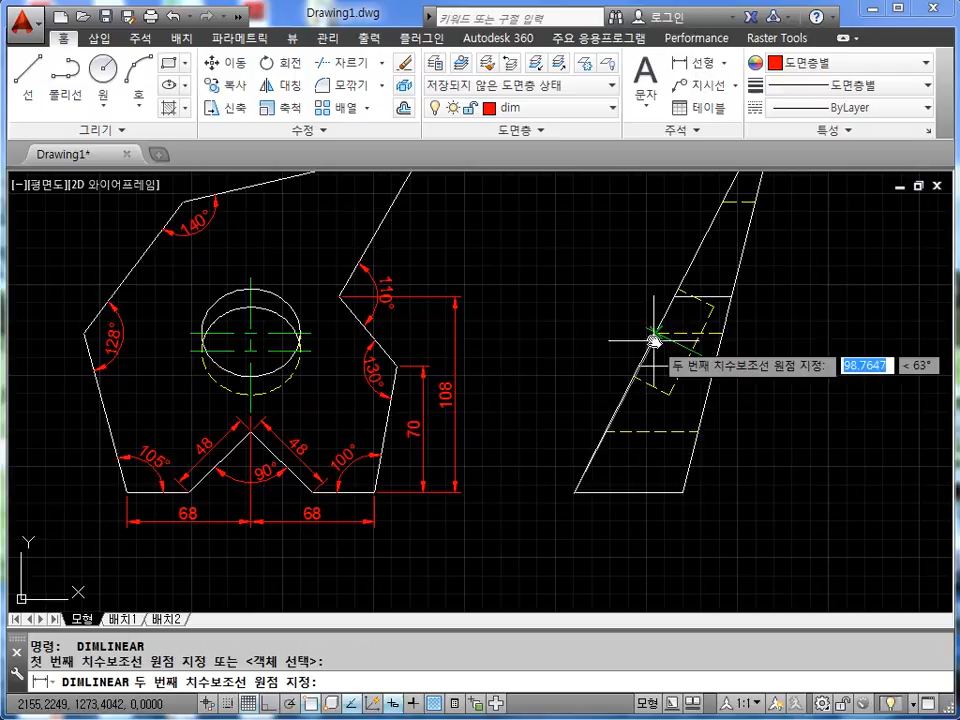 Drawing1.dwg
키워드 또는 구절 입력
로그인
홈 삽입 주석 배치 파라메트릭 뷰 관리 출력 플러그인 Autodesk 360 주요 응용프로그램 Performance Raster Tools
선 폴리선 원 호
이동 회전 자르기
복사 대칭 모깎기
신축 축척 배열
저장되지 않은 도면층 상태
dim
문자
선형
지시선
테이블
도면층별
도면층별
ByLayer
그리기 수정 도면층 주석 특성
Drawing1*
[−][평면도][2D 와이어프레임]
140°
110°
128°
130°
108
70
48
48
105°
90°
100°
68
68
두 번째 치수보조선 원점 지정:
98.7647
< 63°
Y
X
모형 배치1 배치2
명령: DIMLINEAR
첫 번째 치수보조선 원점 지정 또는 <객체 선택>:
DIMLINEAR 두 번째 치수보조선 원점 지정:
2155,2249, 1273,4042, 0,0000
모형
1:1